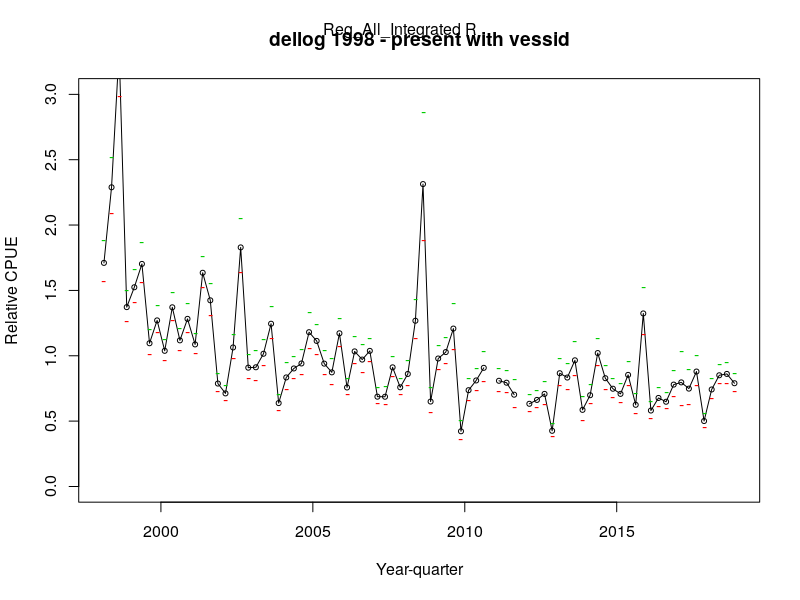 Reg_All_Integrated R
dellog 1998 - present with vessid
Relative CPUE
3.0
2.5
2.0
1.5
1.0
0.5
0.0
2000
2005
2010
2015
Year-quarter